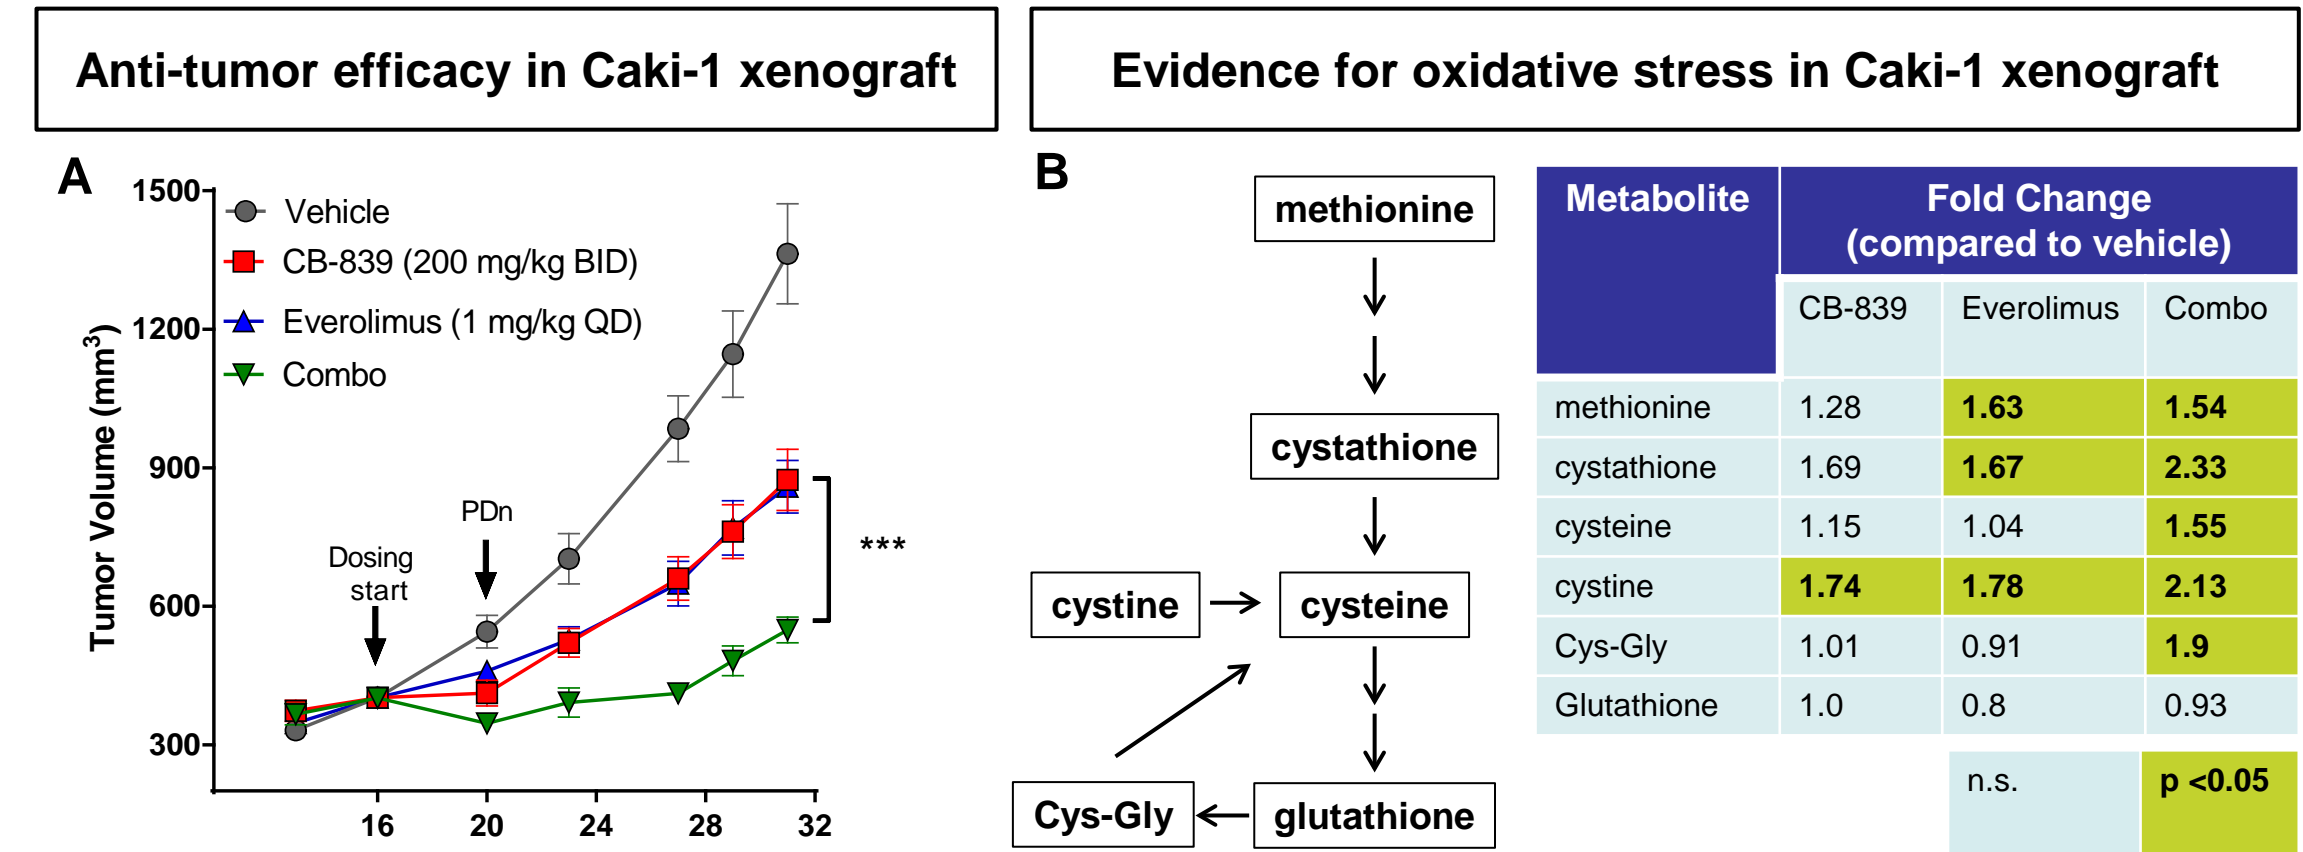 Anti-tumor efficacy in Caki-1 xenograft
Evidence for oxidative stress in Caki-1 xenograft
A
Tumor Volume (mm³)
1500
1200
900
600
300
Vehicle
CB-839 (200 mg/kg BID)
Everolimus (1 mg/kg QD)
Combo
PDn
Dosing
start
***
16 20 24 28 32
B
methionine
cystathione
cystine
cysteine
Cys-Gly
glutathione
Metabolite
Fold Change
(compared to vehicle)
CB-839 Everolimus Combo
methionine 1.28 1.63 1.54
cystathione 1.69 1.67 2.33
cysteine 1.15 1.04 1.55
cystine 1.74 1.78 2.13
Cys-Gly 1.01 0.91 1.9
Glutathione 1.0 0.8 0.93
n.s. p <0.05